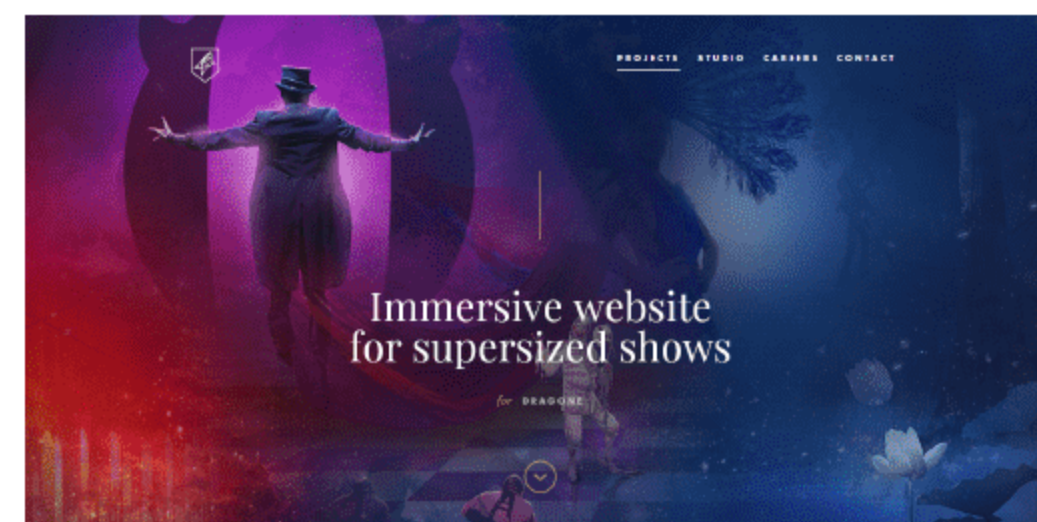 PROJECTS STUDIO CAREERS CONTACT
Immersive website
for supersized shows
for DRAGONE